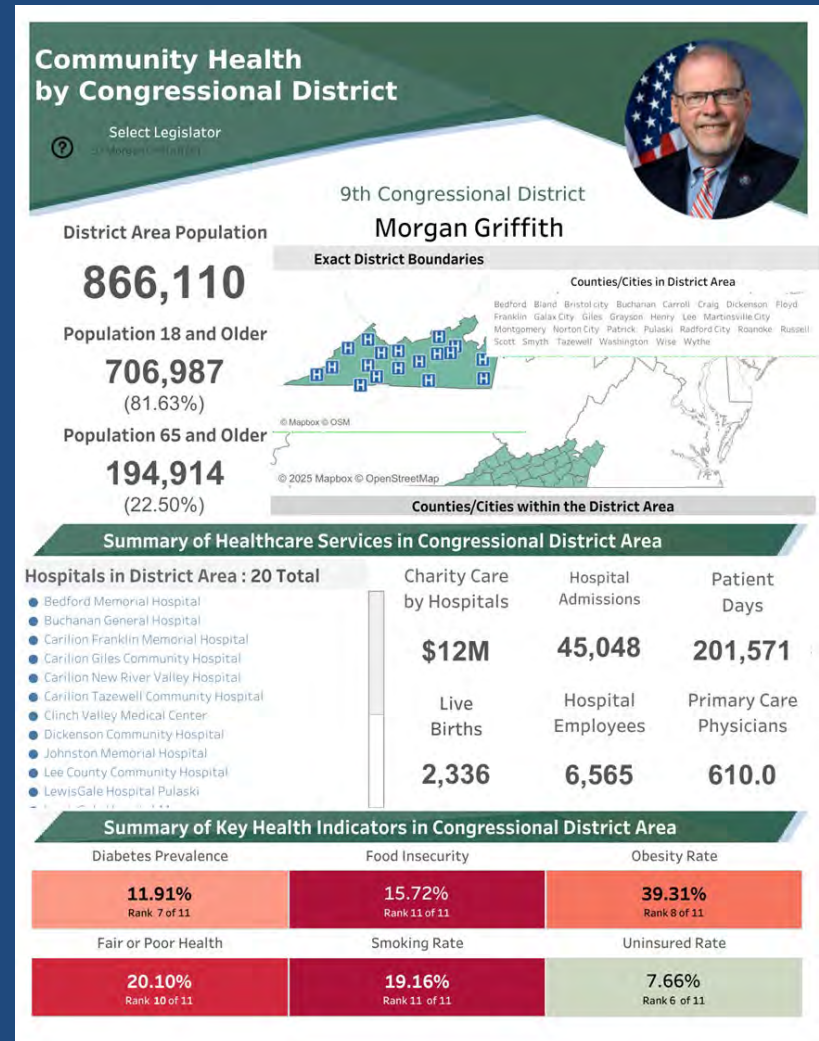 Community Health
by Congressional District
Select Legislator
9th Congressional District
Morgan Griffith
District Area Population
866,110
Population 18 and Older
706,987
(81.63%)
Population 65 and Older
194,914
(22.50%)
Exact District Boundaries
Counties/Cities in District Area
Bedford Bland Bristol city Buchanan Carroll Craig Dickenson Floyd
Franklin Galax City Giles Grayson Henry Lee Martinsville City
Montgomery Norton City Patrick Pulaski Radford City Roanoke Russell
Scott Smyth Tazewell Washington Wise Wythe
H H H H H H H H H H H H H H H H H
© Mapbox © OSM
© 2025 Mapbox © OpenStreetMap
Counties/Cities within the District Area
Summary of Healthcare Services in Congressional District Area
Hospitals in District Area : 20 Total
Bedford Memorial Hospital
Buchanan General Hospital
Carilion Franklin Memorial Hospital
Carilion Giles Community Hospital
Carilion New River Valley Hospital
Carilion Tazewell Community Hospital
Clinch Valley Medical Center
Dickenson Community Hospital
Johnston Memorial Hospital
Lee County Community Hospital
LewisGale Hospital Pulaski
Charity Care
by Hospitals
$12M
Hospital
Admissions
45,048
Patient
Days
201,571
Live
Births
2,336
Hospital
Employees
6,565
Primary Care
Physicians
610.0
Summary of Key Health Indicators in Congressional District Area
Diabetes Prevalence
11.91%
Rank 7 of 11
Food Insecurity
15.72%
Rank 11 of 11
Obesity Rate
39.31%
Rank 8 of 11
Fair or Poor Health
20.10%
Rank 10 of 11
Smoking Rate
19.16%
Rank 11 of 11
Uninsured Rate
7.66%
Rank 6 of 11